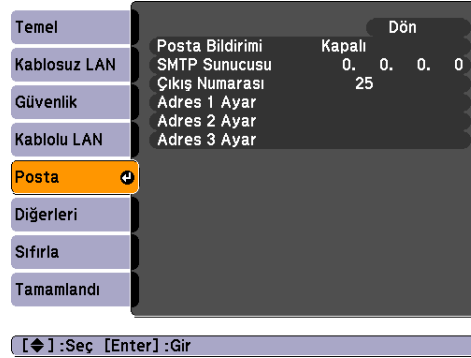 Temel
Kablosuz LAN
Güvenlik
Kablolu LAN
Posta
Diğerleri
Sıfırla
Tamamlandı
Dön
Posta Bildirimi Kapalı
SMTP Sunucusu 0. 0. 0. 0
Çıkış Numarası 25
Adres 1 Ayar
Adres 2 Ayar
Adres 3 Ayar
[◆] :Seç [Enter] :Gir